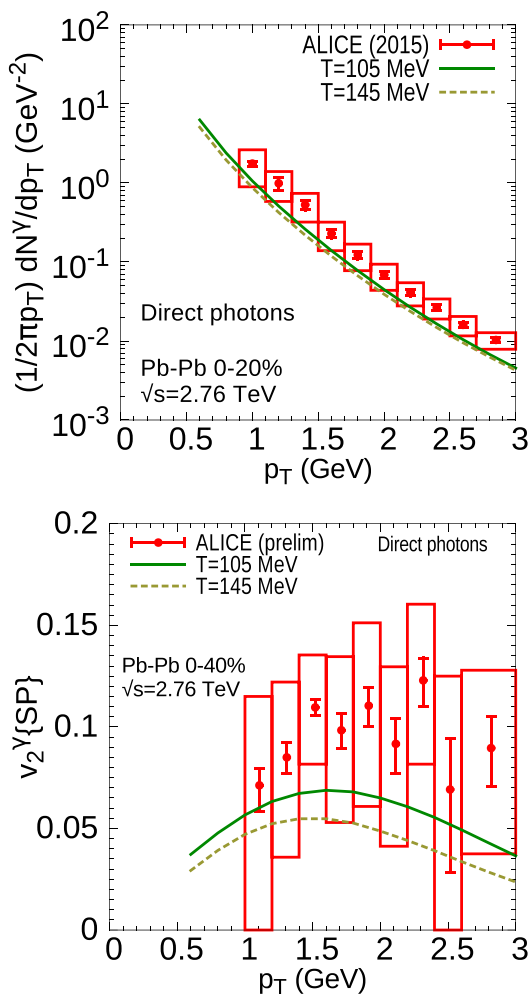 (1/2πp_T) dN^γ/dp_T (GeV^-2)
10^2
10^1
10^0
10^-1
10^-2
10^-3
ALICE (2015)
T=105 MeV
T=145 MeV
Direct photons
Pb-Pb 0-20%
√s=2.76 TeV
0 0.5 1 1.5 2 2.5 3
p_T (GeV)
v_2^γ{SP}
0.2
0.15
0.1
0.05
0
ALICE (prelim)
T=105 MeV
T=145 MeV
Direct photons
Pb-Pb 0-40%
√s=2.76 TeV
0 0.5 1 1.5 2 2.5 3
p_T (GeV)